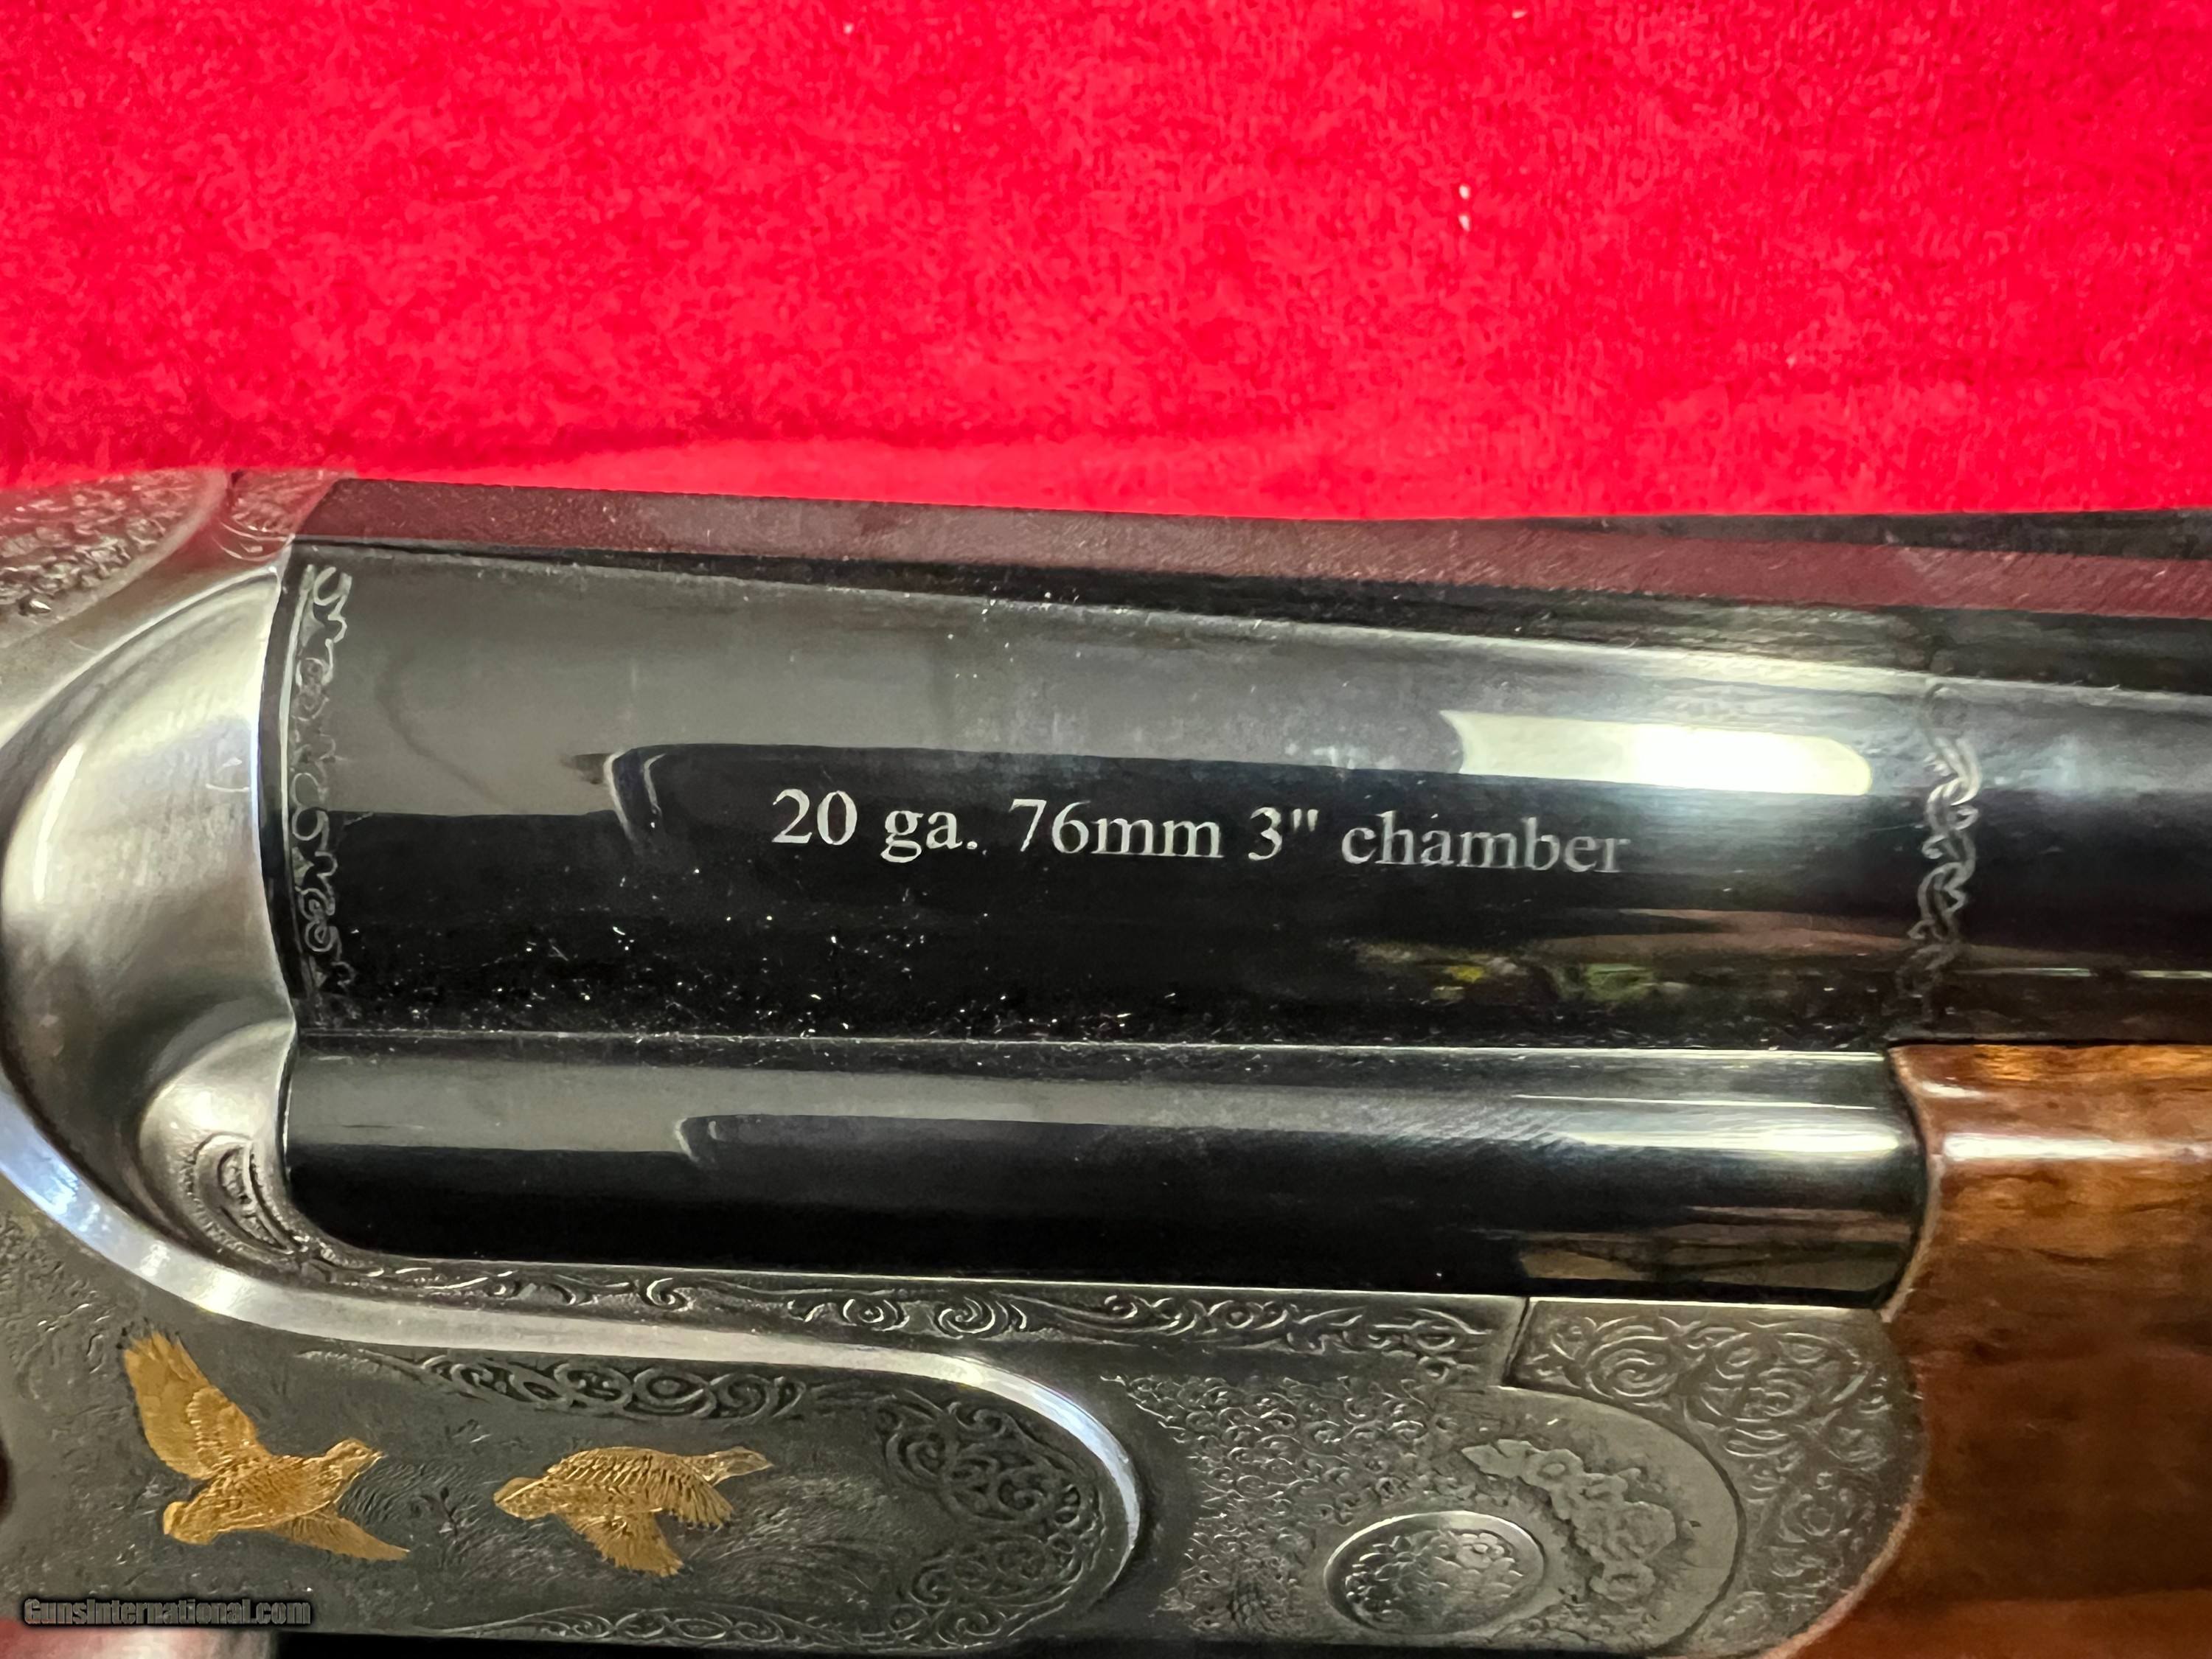 20 ga. 76mm 3" chamber
GunsInternational.com